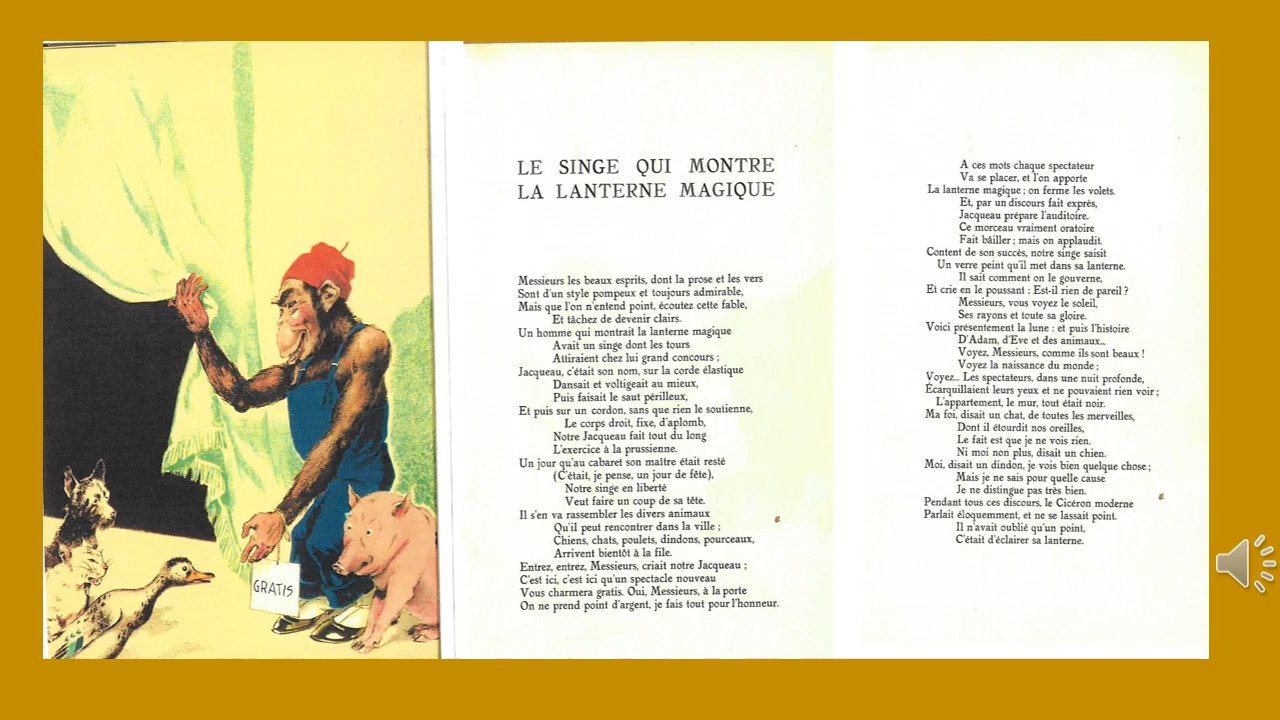 GRATIS
LE SINGE QUI MONTRE
LA LANTERNE MAGIQUE
Messieurs les beaux esprits, dont la prose et les vers
Sont d'un style pompeux et toujours admirable,
Mais que l'on n'entend point, écoutez cette fable,
Et tâchez de devenir clairs.
Un homme qui montrait la lanterne magique
Avait un singe dont les tours
Attiraient chez lui grand concours ;
Jacqueau, c'était son nom, sur la corde élastique
Dansait et voltigeait au mieux,
Puis faisait le saut périlleux,
Et puis sur un cordon, sans que rien le soutienne,
Le corps droit, fixe, d'aplomb,
Notre Jacqueau fait tout du long
L'exercice à la prussienne.
Un jour qu'au cabaret son maître était resté
(C'était, je pense, un jour de fête),
Notre singe en liberté
Veut faire un coup de sa tête.
Il s'en va rassembler les divers animaux
Qu'il peut rencontrer dans la ville ;
Chiens, chats, poulets, dindons, pourceaux,
Arrivent bientôt à la file.
Entrez, entrez, Messieurs, criait notre Jacqueau ;
C'est ici, c'est ici qu'un spectacle nouveau
Vous charmera gratis. Oui, Messieurs, à la porte
On ne prend point d'argent, je fais tout pour l'honneur.
A ces mots chaque spectateur
Va se placer, et l'on apporte
La lanterne magique ; on ferme les volets.
Et, par un discours fait exprès,
Jacqueau prépare l'auditoire.
Ce morceau vraiment oratoire
Fait bâiller ; mais on applaudit.
Content de son succès, notre singe saisit
Un verre peint qu'il met dans sa lanterne.
Il sait comment on le gouverne,
Et crie en le poussant : Est-il rien de pareil ?
Messieurs, vous voyez le soleil,
Ses rayons et toute sa gloire.
Voici présentement la lune : et puis l'histoire
D'Adam, d'Eve et des animaux...
Voyez, Messieurs, comme ils sont beaux !
Voyez la naissance du monde ;
Voyez... Les spectateurs, dans une nuit profonde,
Écarquillaient leurs yeux et ne pouvaient rien voir ;
L'appartement, le mur, tout était noir.
Ma foi, disait un chat, de toutes les merveilles,
Dont il étourdit nos oreilles,
Le fait est que je ne vois rien.
Ni moi non plus, disait un chien.
Moi, disait un dindon, je vois bien quelque chose ;
Mais je ne sais pour quelle cause
Je ne distingue pas très bien.
Pendant tous ces discours, le Cicéron moderne
Parlait éloquemment, et ne se lassait point.
Il n'avait oublié qu'un point,
C'était d'éclairer sa lanterne.